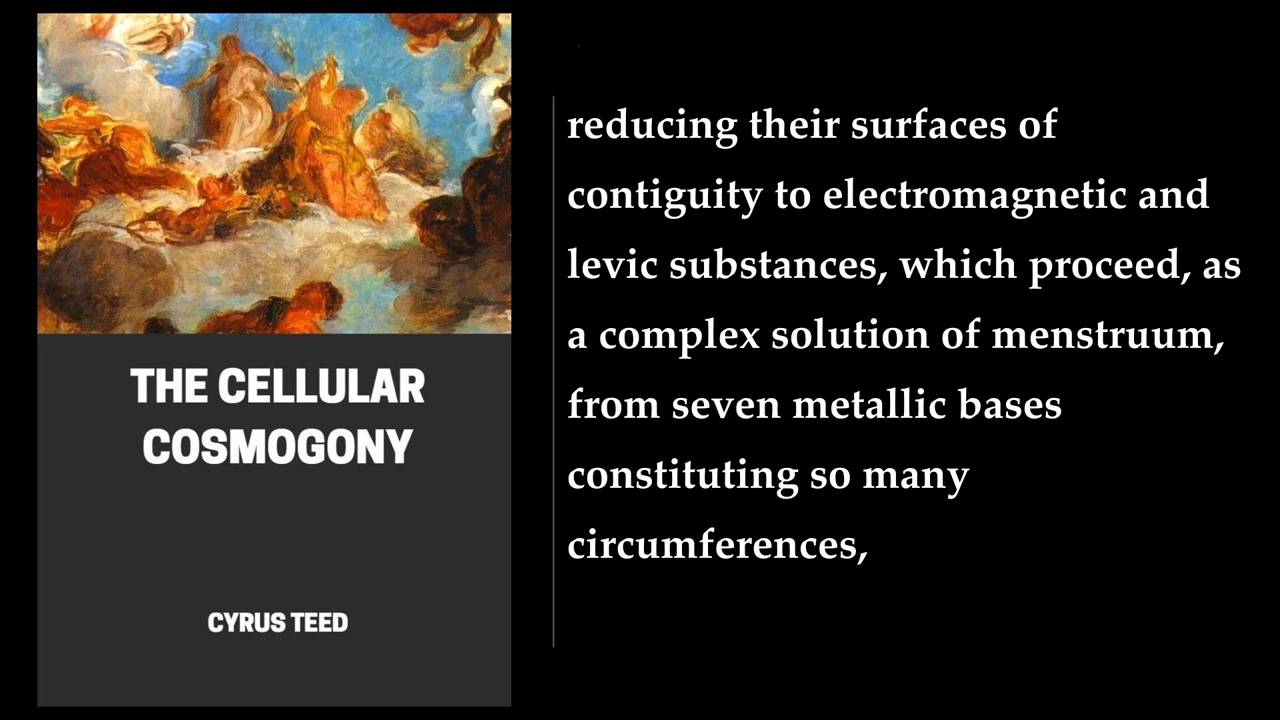 THE CELLULAR
COSMOGONY
CYRUS TEED
reducing their surfaces of
contiguity to electromagnetic and
levic substances, which proceed, as
a complex solution of menstruum,
from seven metallic bases
constituting so many
circumferences,